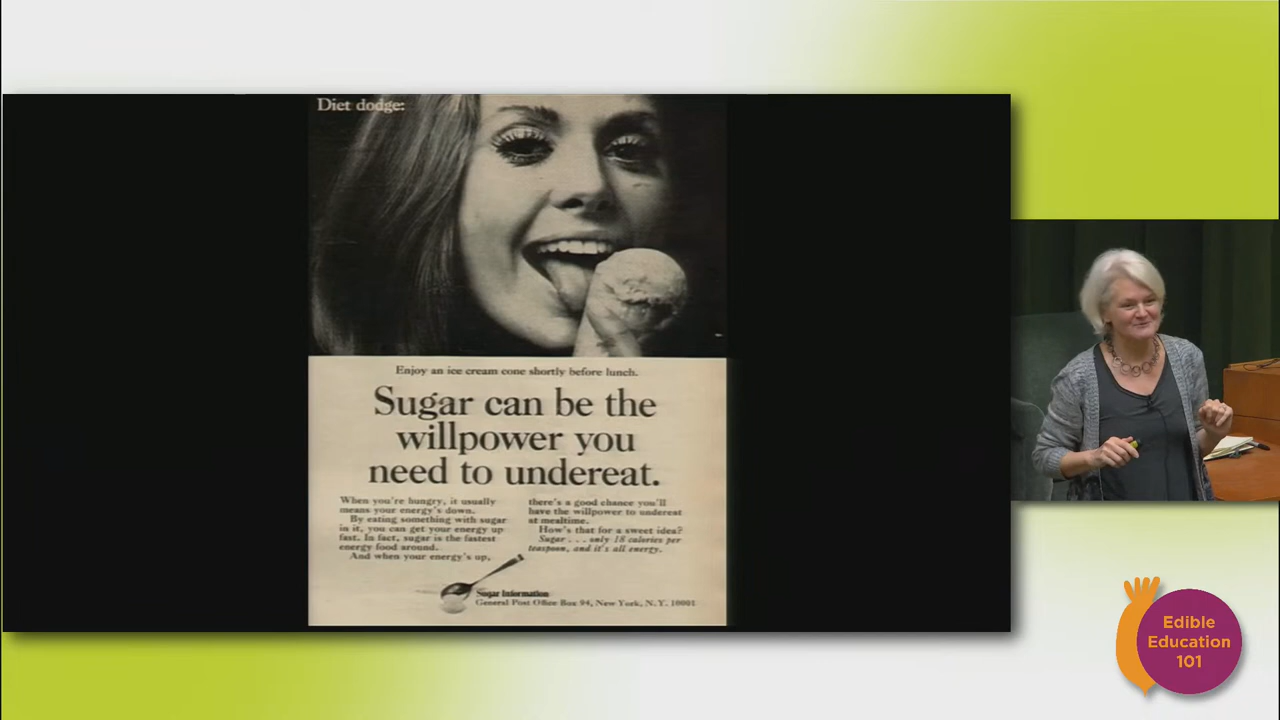 Diet dodge:
Enjoy an ice cream cone shortly before lunch.
Sugar can be the
willpower you
need to undereat.
When you're hungry, it usually
means your energy's down.
By eating something with sugar
in it, you can get your energy up
fast. In fact, sugar is the fastest
energy food around.
And when your energy's up,
there's a good chance you'll
have the willpower to undereat
at mealtime.
How's that for a sweet idea?
Sugar . . . only 18 calories per
teaspoon, and it's all energy.
Sugar Information
General Post Office Box 94, New York, N.Y. 10001
Edible
Education
101